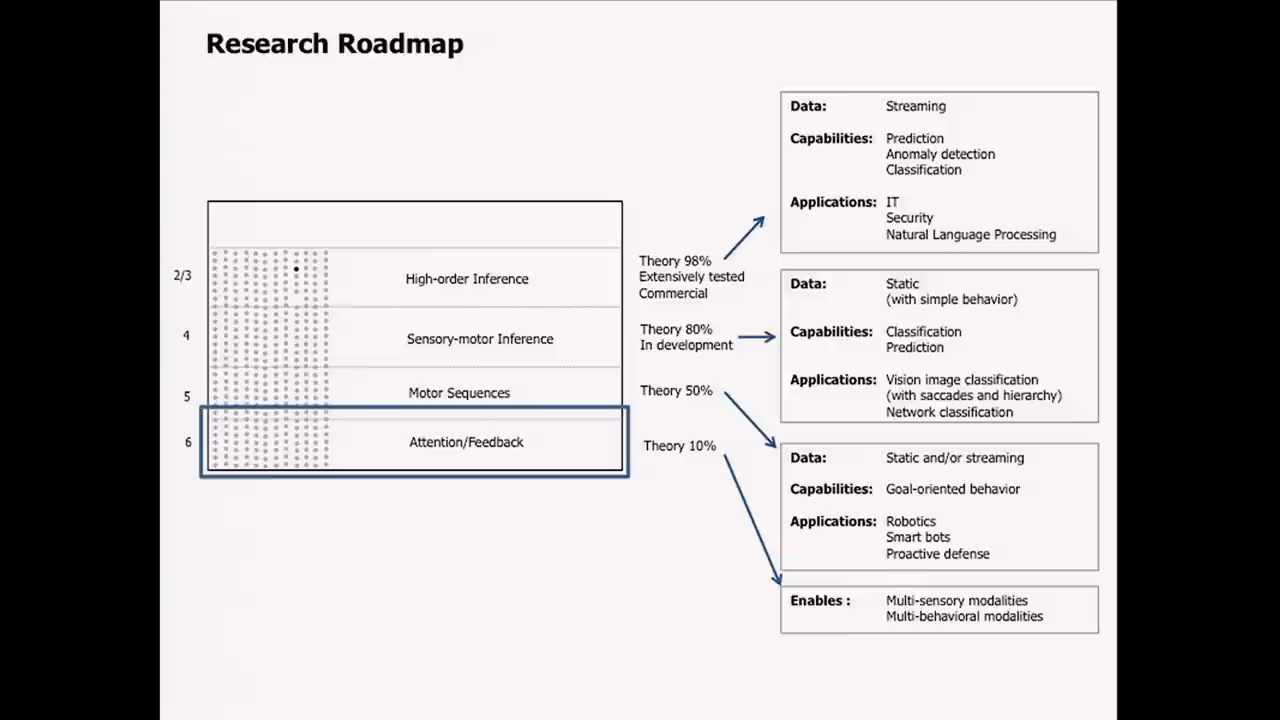 Research Roadmap
2/3
High-order Inference
4
Sensory-motor Inference
5
Motor Sequences
6
Attention/Feedback
Theory 98%
Extensively tested
Commercial
Theory 80%
In development
Theory 50%
Theory 10%
Data: Streaming
Capabilities: Prediction
Anomaly detection
Classification
Applications: IT
Security
Natural Language Processing
Data: Static
(with simple behavior)
Capabilities: Classification
Prediction
Applications: Vision image classification
(with saccades and hierarchy)
Network classification
Data: Static and/or streaming
Capabilities: Goal-oriented behavior
Applications: Robotics
Smart bots
Proactive defense
Enables : Multi-sensory modalities
Multi-behavioral modalities